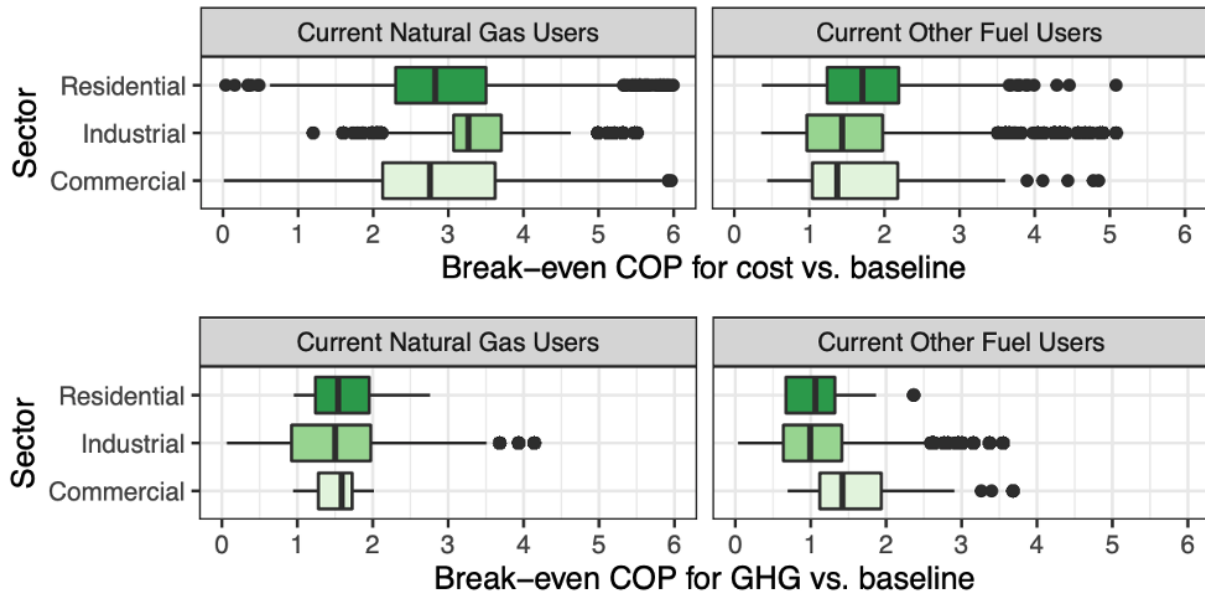 Current Natural Gas Users Current Other Fuel Users
Sector
Residential
Industrial
Commercial
0 1 2 3 4 5 6 0 1 2 3 4 5 6
Break−even COP for cost vs. baseline
Current Natural Gas Users Current Other Fuel Users
Sector
Residential
Industrial
Commercial
0 1 2 3 4 5 6 0 1 2 3 4 5 6
Break−even COP for GHG vs. baseline